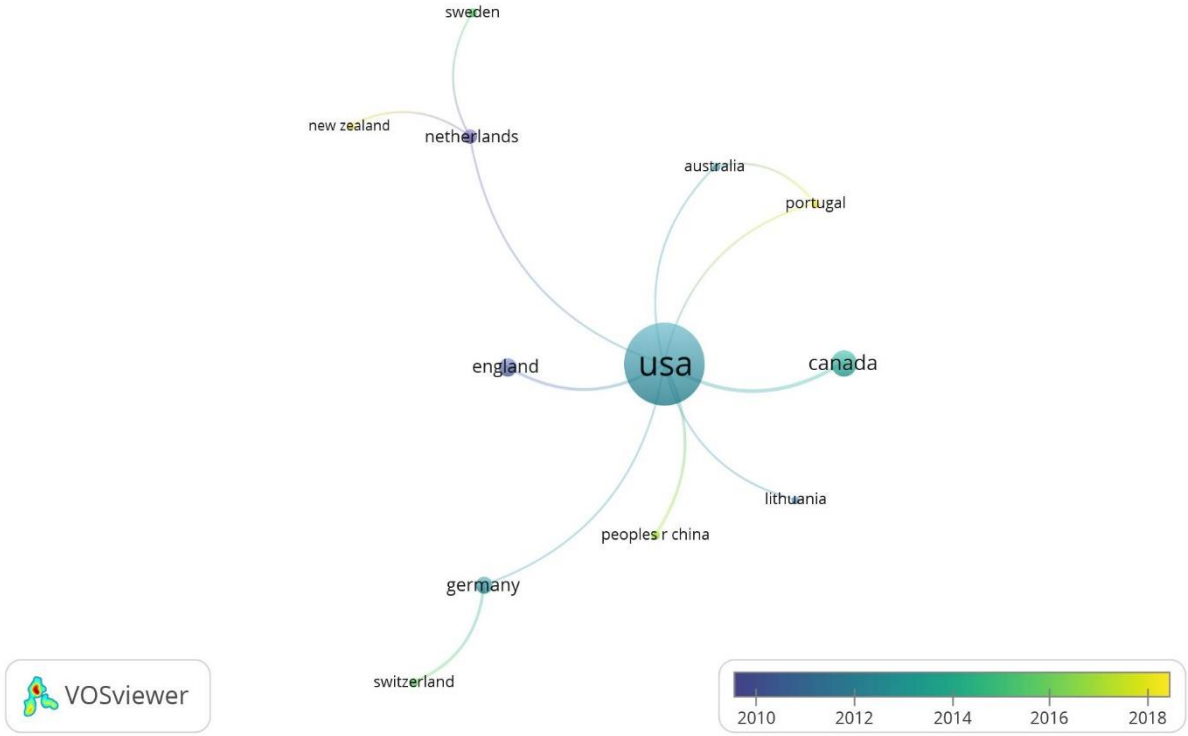 sweden
new zealand
netherlands
australia
portugal
england
usa
canada
lithuania
peoples r china
germany
switzerland
VOSviewer
2010 2012 2014 2016 2018